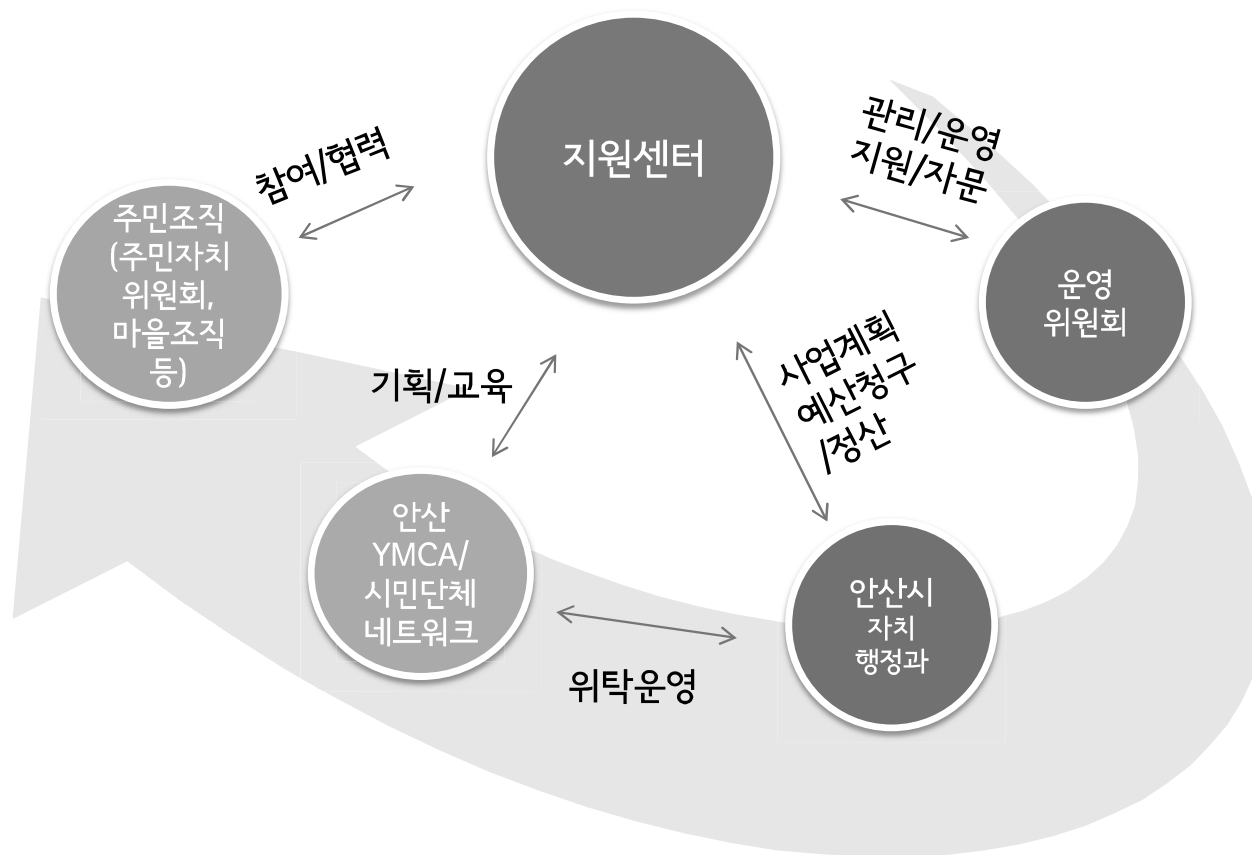 지원센터
참여/협력
관리/운영
지원/자문
주민조직
(주민자치
위원회,
마을조직
등)
운영
위원회
기획/교육
사업계획
예산청구
/정산
안산
YMCA/
시민단체
네트워크
안산시
자치
행정과
위탁운영